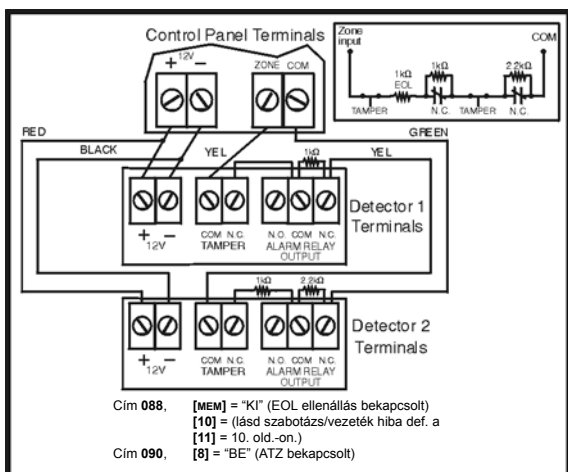 Control Panel Terminals
+ 12V −
ZONE COM
Zone input
COM
1kΩ
2.2kΩ
1kΩ
EOL
TAMPER
N.C.
TAMPER
N.C.
RED
GREEN
BLACK
YEL
1kΩ
YEL
Detector 1
Terminals
+ 12V −
COM N.C.
TAMPER
N.O. COM N.C.
ALARM RELAY
OUTPUT
1kΩ
2.2kΩ
Detector 2
Terminals
+ 12V −
COM N.C.
TAMPER
N.O. COM N.C.
ALARM RELAY
OUTPUT
Cím 088, [MEM] = “KI” (EOL ellenállás bekapcsolt)
[10] = (lásd szabotázs/vezeték hiba def. a
[11] = 10. old.-on.)
Cím 090, [8] = “BE” (ATZ bekapcsolt)